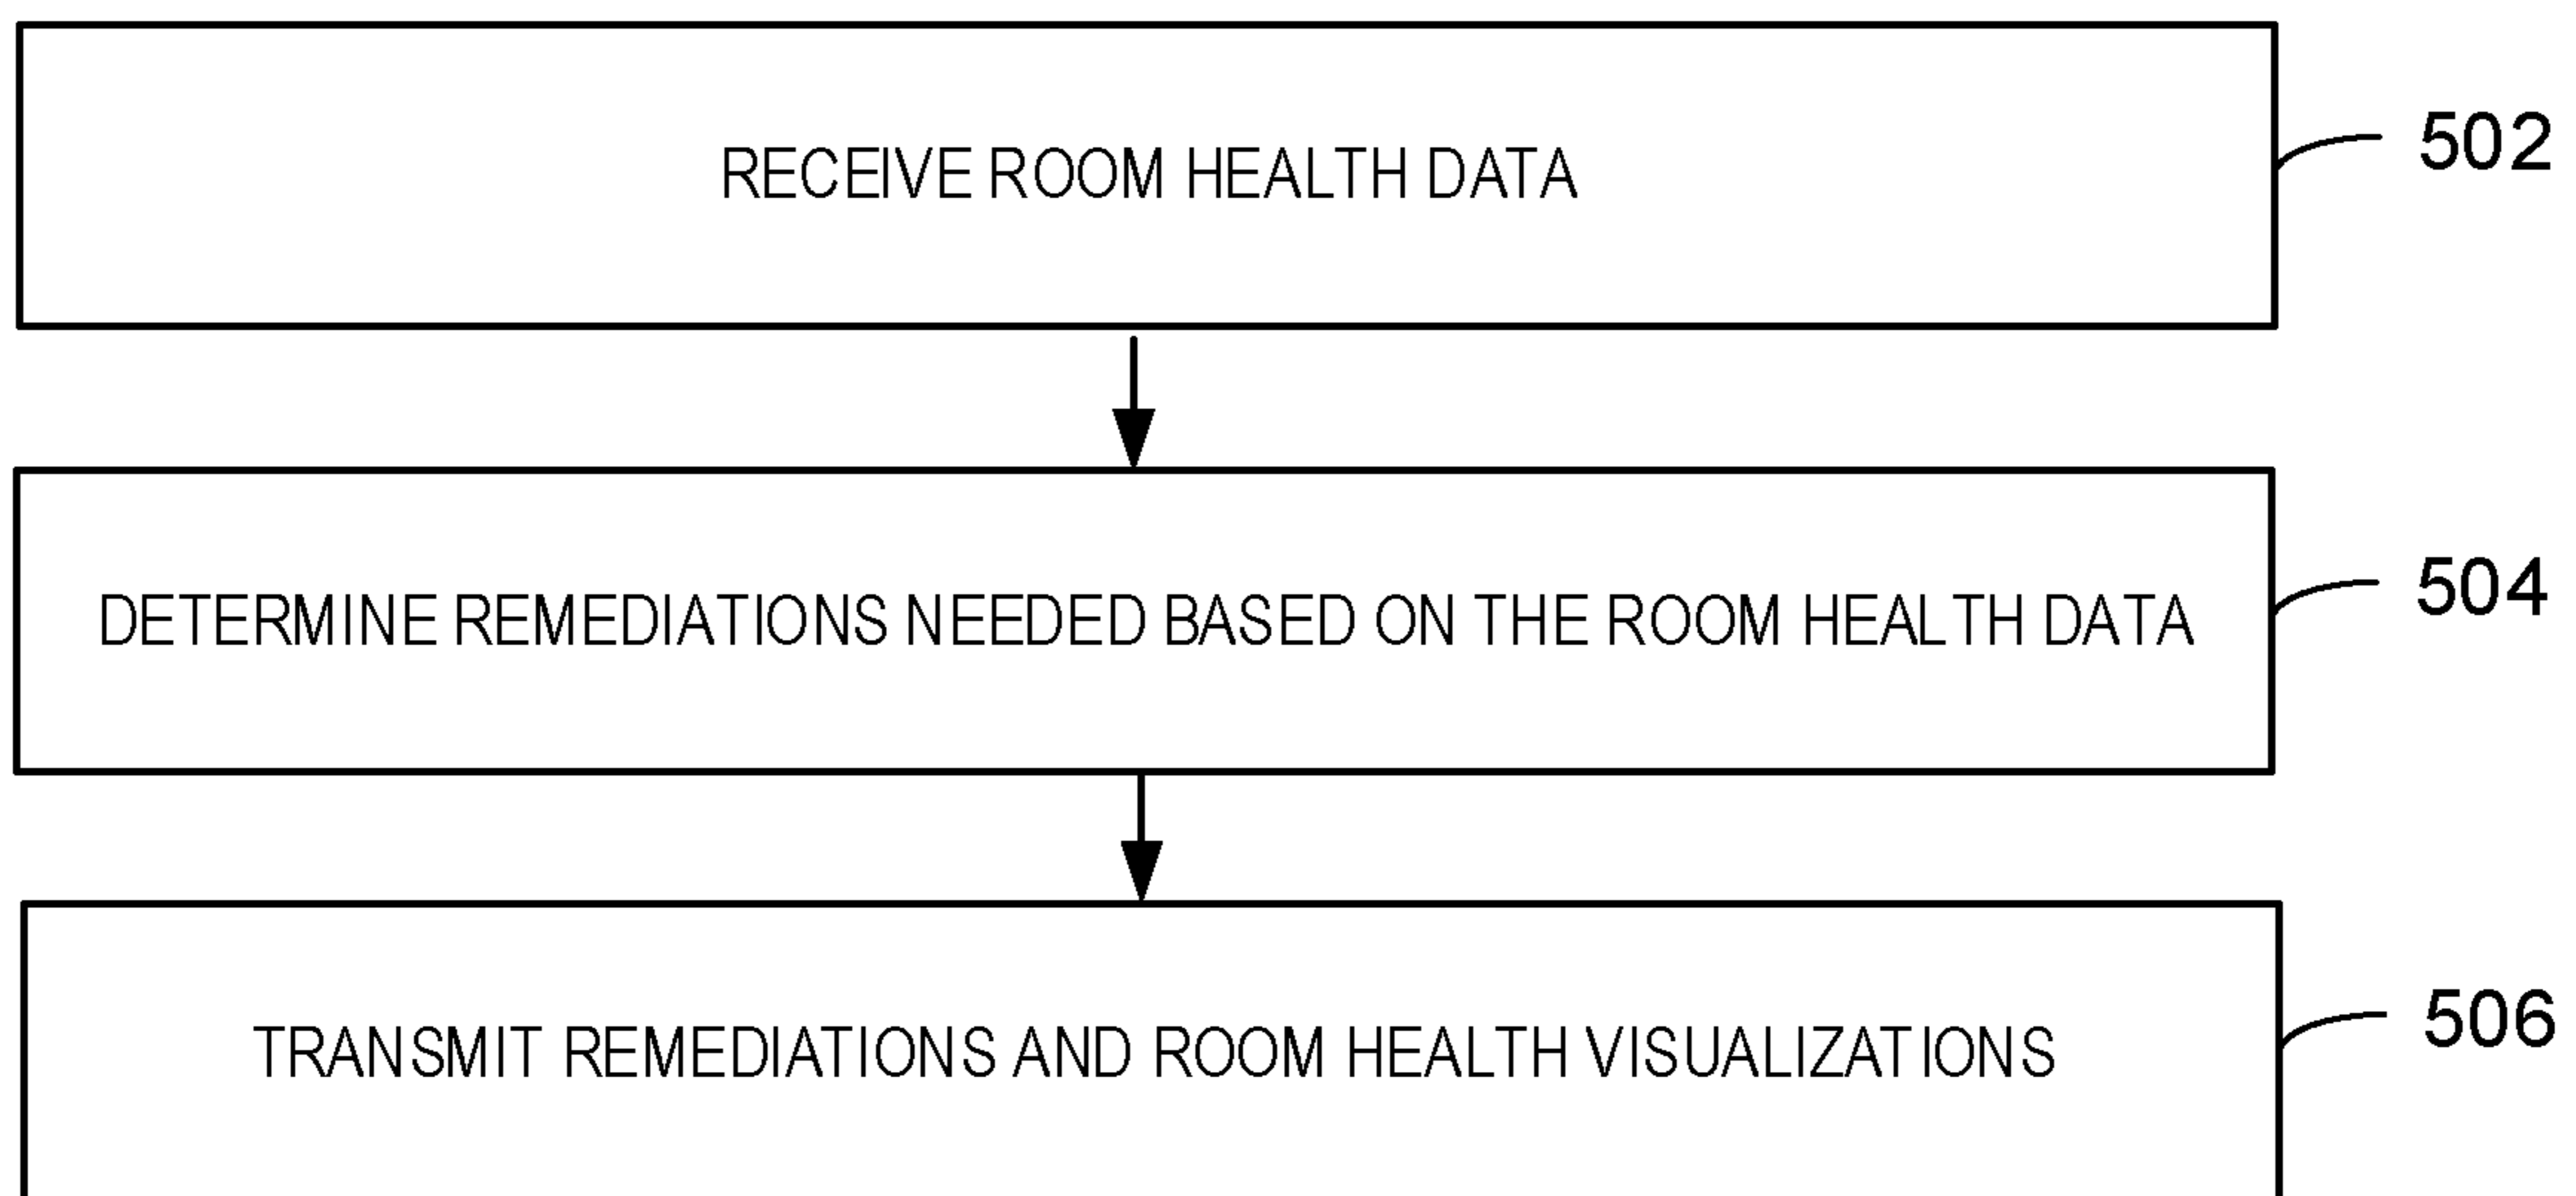 RECEIVE ROOM HEALTH DATA
502
DETERMINE REMEDIATIONS NEEDED BASED ON THE ROOM HEALTH DATA
504
TRANSMIT REMEDIATIONS AND ROOM HEALTH VISUALIZATIONS
506